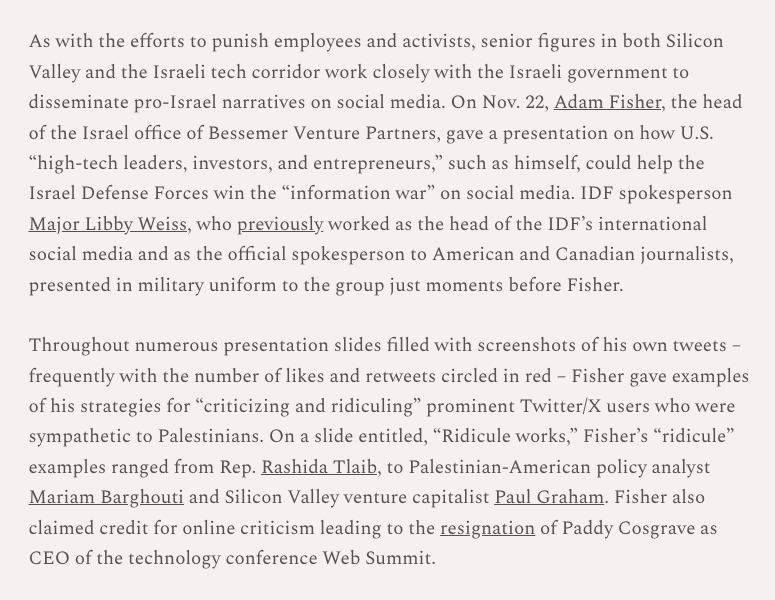 As with the efforts to punish employees and activists, senior figures in both Silicon
Valley and the Israeli tech corridor work closely with the Israeli government to
disseminate pro-Israel narratives on social media. On Nov. 22, Adam Fisher, the head
of the Israel office of Bessemer Venture Partners, gave a presentation on how U.S.
“high-tech leaders, investors, and entrepreneurs,” such as himself, could help the
Israel Defense Forces win the “information war” on social media. IDF spokesperson
Major Libby Weiss, who previously worked as the head of the IDF’s international
social media and as the official spokesperson to American and Canadian journalists,
presented in military uniform to the group just moments before Fisher.
Throughout numerous presentation slides filled with screenshots of his own tweets –
frequently with the number of likes and retweets circled in red – Fisher gave examples
of his strategies for “criticizing and ridiculing” prominent Twitter/X users who were
sympathetic to Palestinians. On a slide entitled, “Ridicule works,” Fisher’s “ridicule”
examples ranged from Rep. Rashida Tlaib, to Palestinian-American policy analyst
Mariam Barghouti and Silicon Valley venture capitalist Paul Graham. Fisher also
claimed credit for online criticism leading to the resignation of Paddy Cosgrave as
CEO of the technology conference Web Summit.